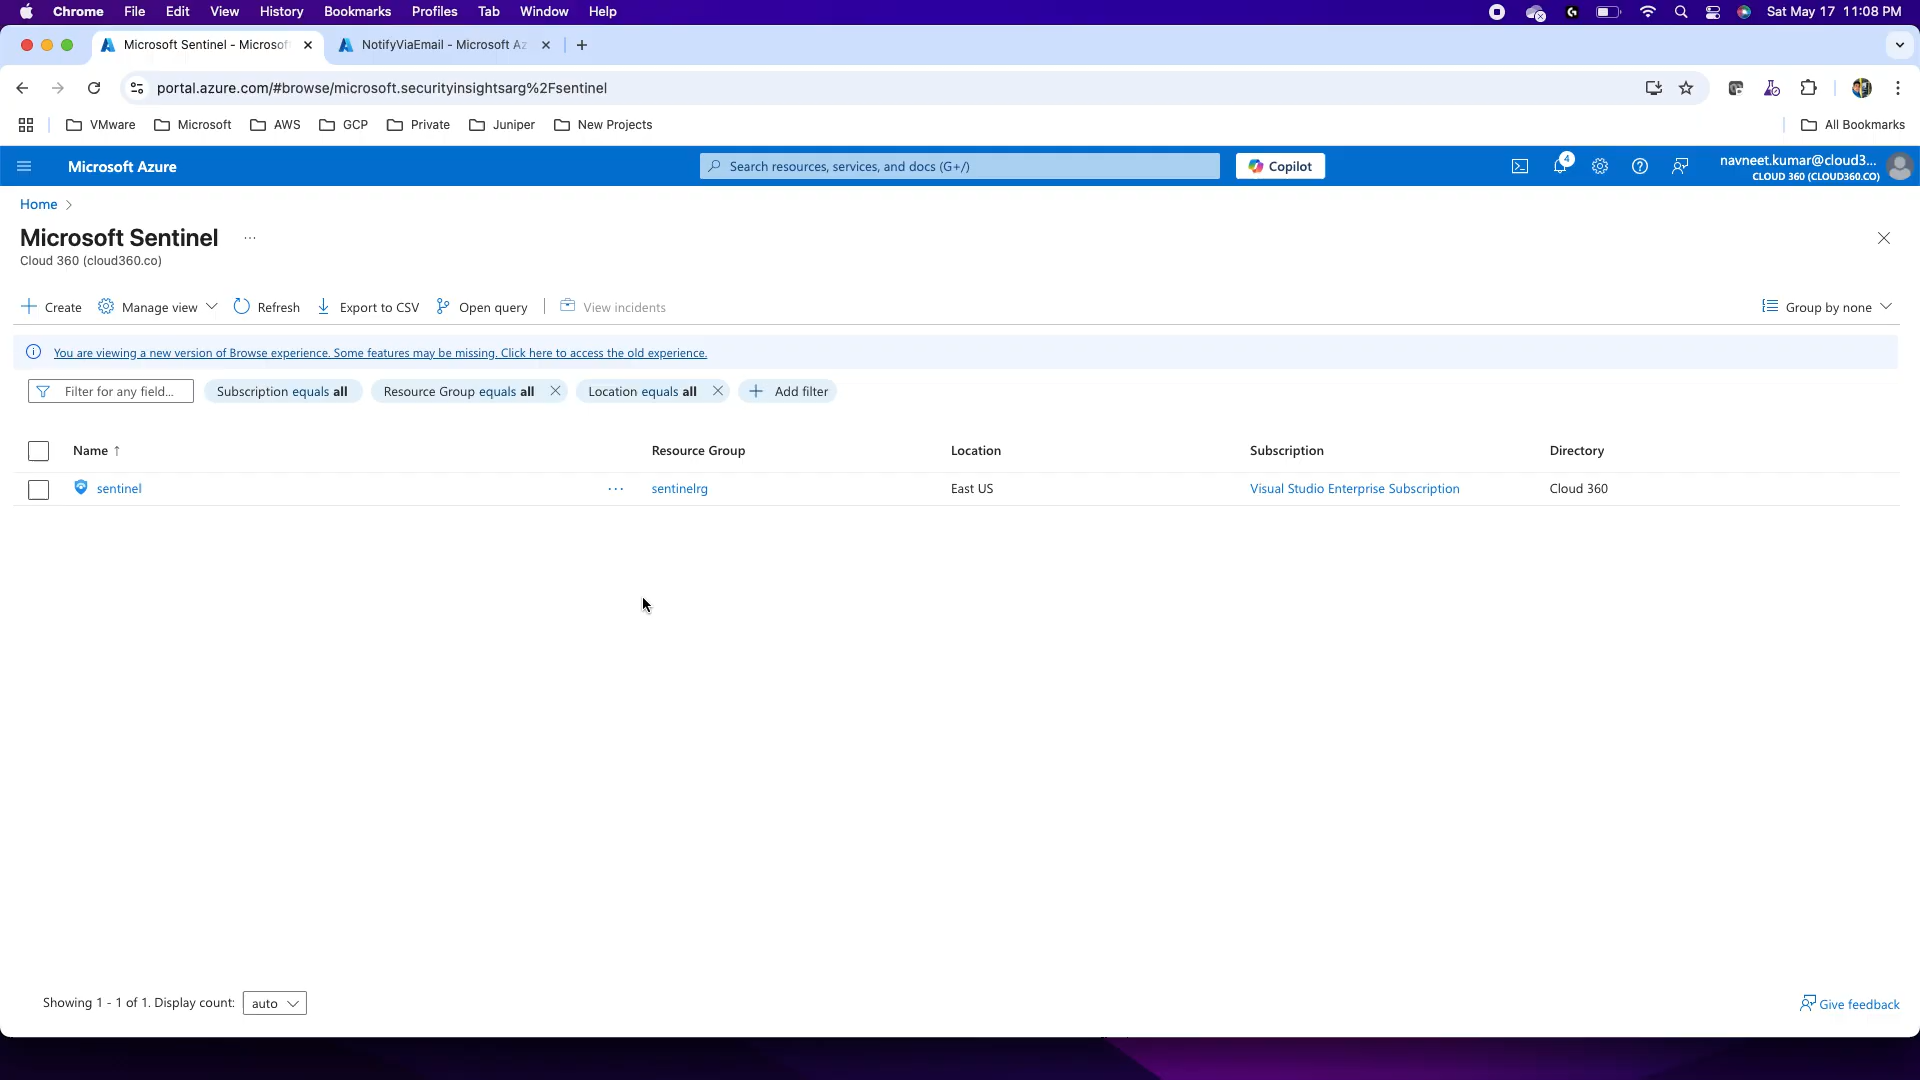 Chrome File Edit View History Bookmarks Profiles Tab Window Help Sat May 17 11:08 PM
Microsoft Sentinel - Microsof NotifyViaEmail - Microsoft Az
portal.azure.com/#browse/microsoft.securityinsightsarg%2Fsentinel
VMware Microsoft AWS GCP Private Juniper New Projects All Bookmarks
Microsoft Azure Search resources, services, and docs (G+/) Copilot 4 navneet.kumar@cloud3...
CLOUD 360 (CLOUD360.CO)
Home
Microsoft Sentinel ...
Cloud 360 (cloud360.co)
Create Manage view Refresh Export to CSV Open query View incidents Group by none
You are viewing a new version of Browse experience. Some features may be missing. Click here to access the old experience.
Filter for any field... Subscription equals all Resource Group equals all Location equals all Add filter
Name ↑ Resource Group Location Subscription Directory
sentinel ... sentinelrg East US Visual Studio Enterprise Subscription Cloud 360
Showing 1 - 1 of 1. Display count: auto Give feedback